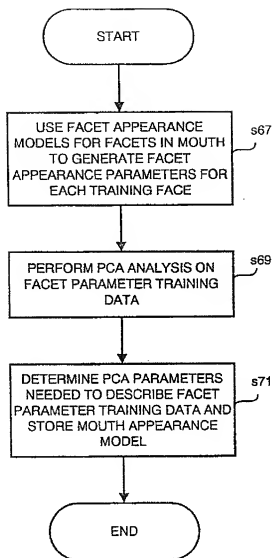 START
USE FACET APPEARANCE
MODELS FOR FACETS IN MOUTH
TO GENERATE FACET
APPEARANCE PARAMETERS FOR
EACH TRAINING FACE
s67
PERFORM PCA ANALYSIS ON
FACET PARAMETER TRAINING
DATA
s69
DETERMINE PCA PARAMETERS
NEEDED TO DESCRIBE FACET
PARAMETER TRAINING DATA AND
STORE MOUTH APPEARANCE
MODEL
s71
END